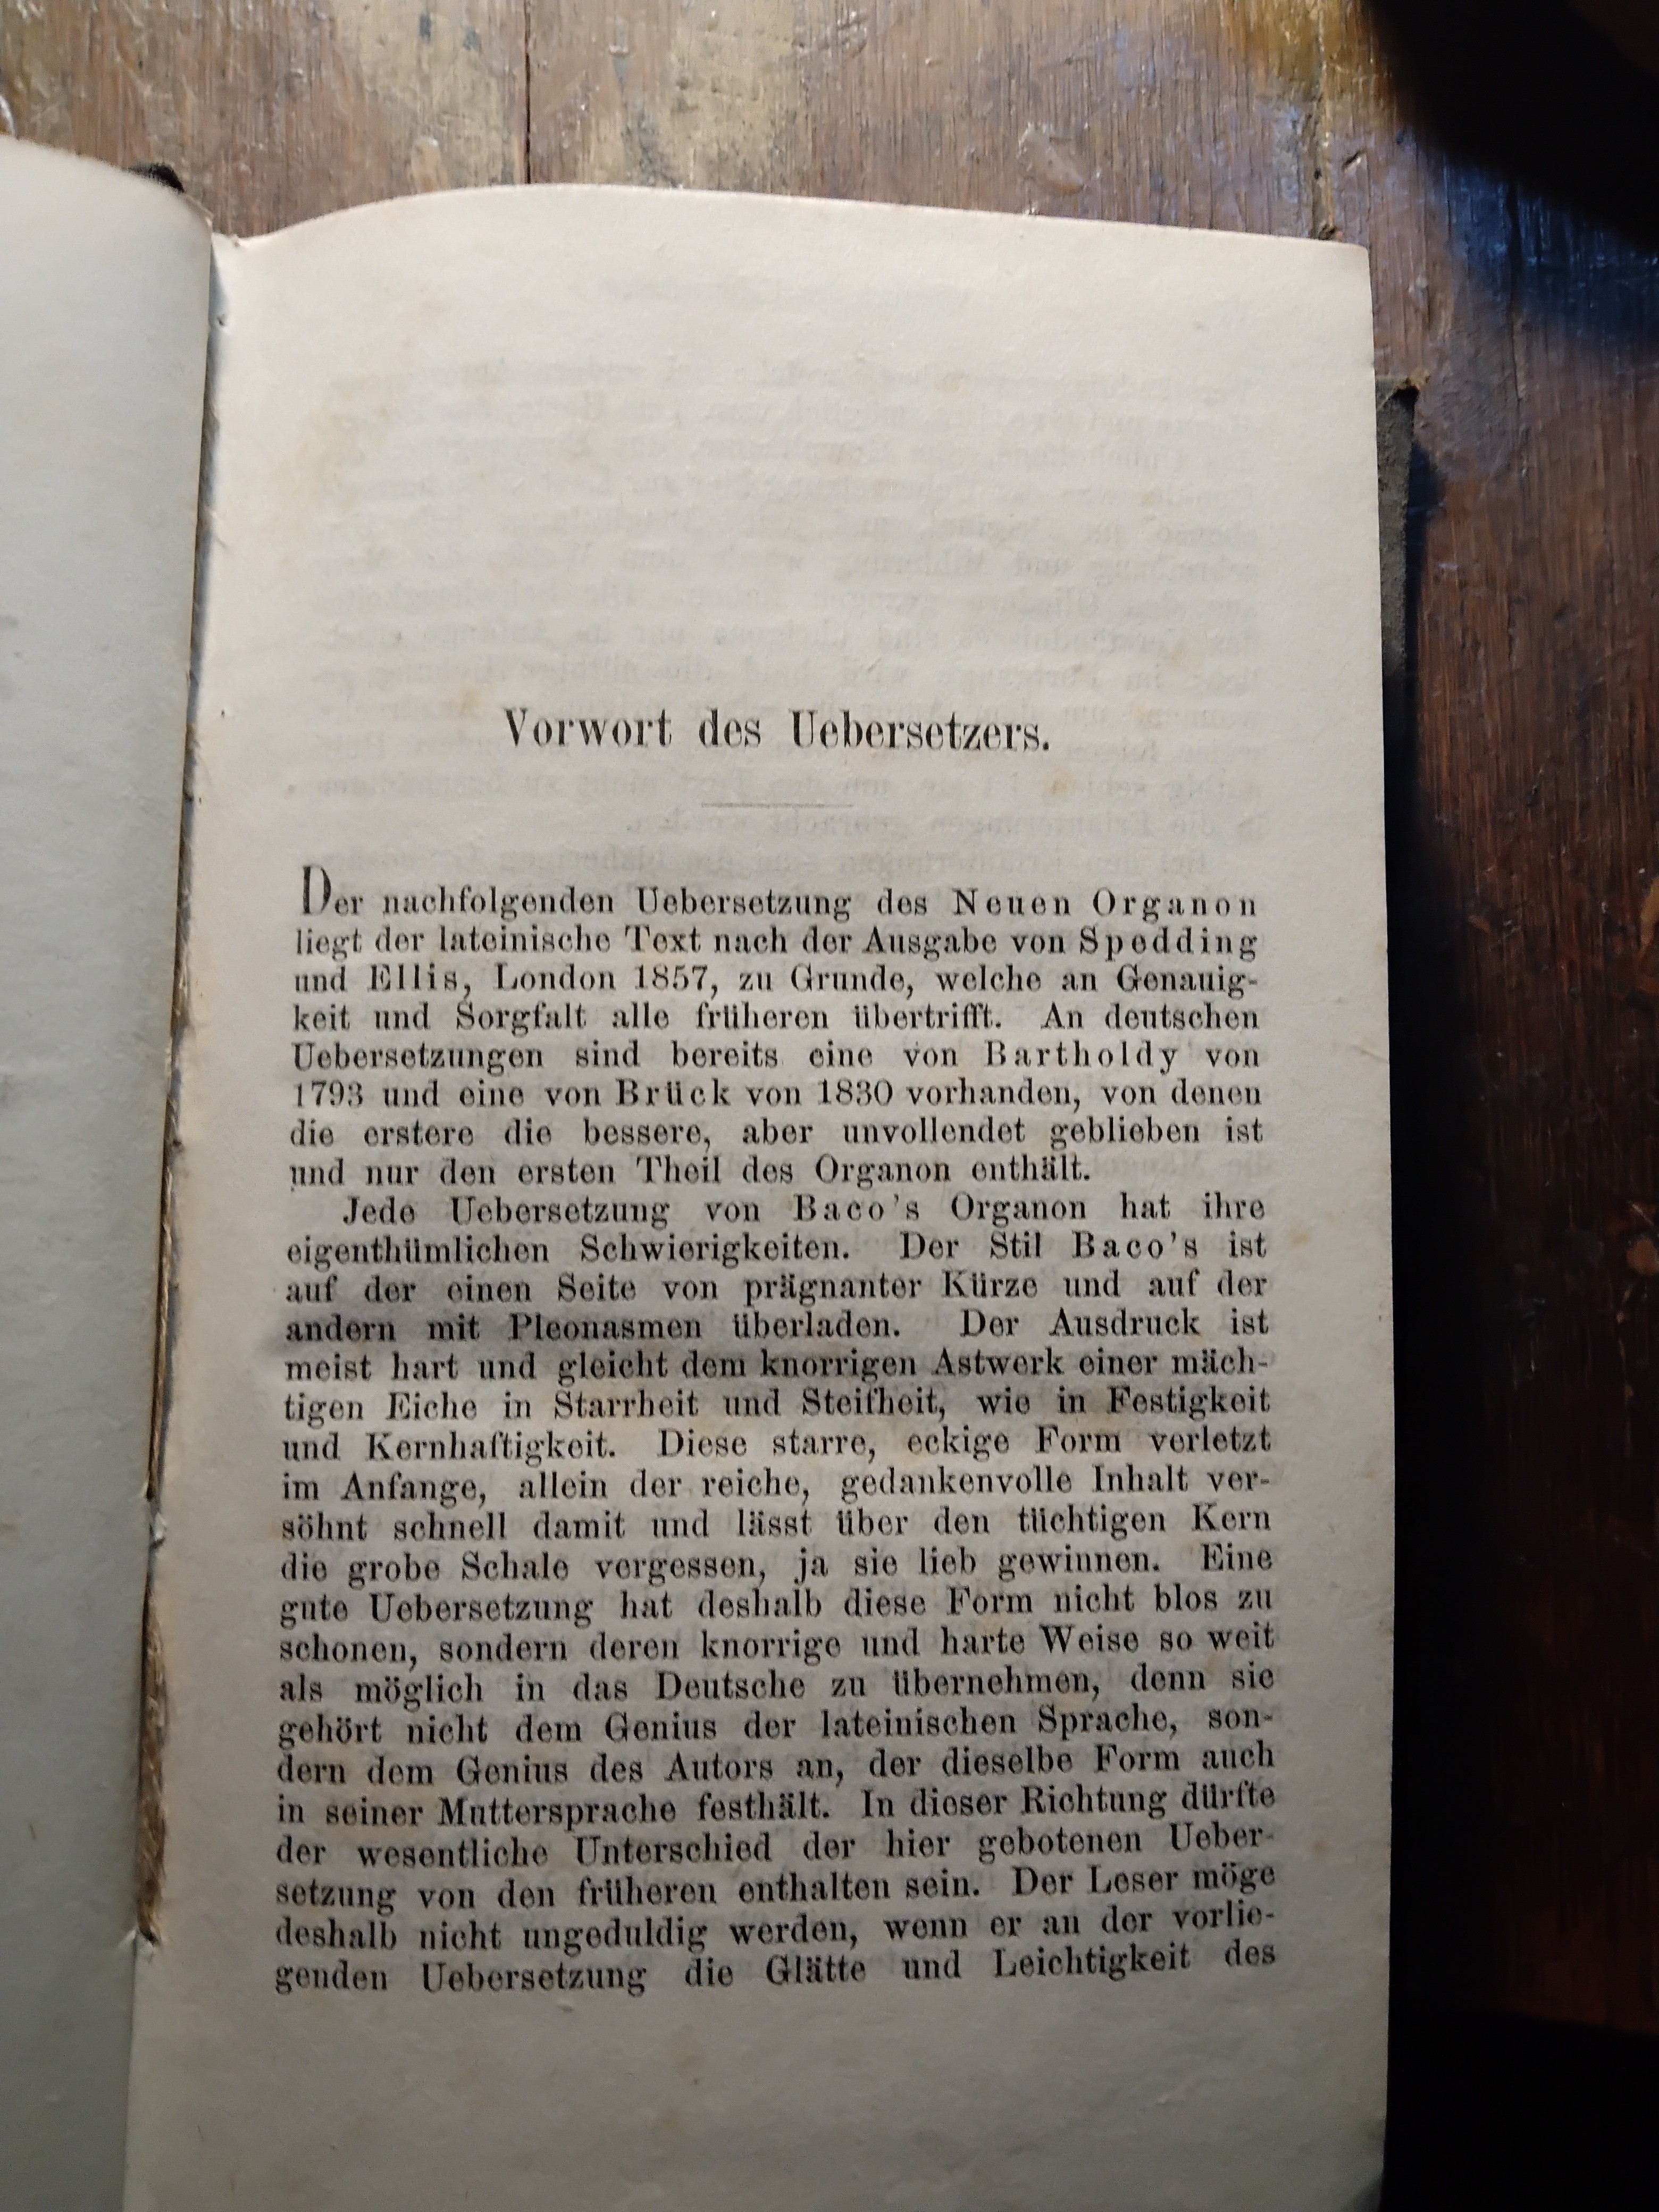 Vorwort des Uebersetzers.
Der nachfolgenden Uebersetzung des Neuen Organon
liegt der lateinische Text nach der Ausgabe von Spedding
und Ellis, London 1857, zu Grunde, welche an Genauig-
keit und Sorgfalt alle früheren übertrifft. An deutschen
Uebersetzungen sind bereits eine von Bartholdy von
1793 und eine von Brück von 1830 vorhanden, von denen
die erstere die bessere, aber unvollendet geblieben ist
und nur den ersten Theil des Organon enthält.
Jede Uebersetzung von Baco's Organon hat ihre
eigenthümlichen Schwierigkeiten. Der Stil Baco's ist
auf der einen Seite von prägnanter Kürze und auf der
andern mit Pleonasmen überladen. Der Ausdruck ist
meist hart und gleicht dem knorrigen Astwerk einer mäch-
tigen Eiche in Starrheit und Steifheit, wie in Festigkeit
und Kernhaftigkeit. Diese starre, eckige Form verletzt
im Anfange, allein der reiche, gedankenvolle Inhalt ver-
söhnt schnell damit und lässt über den tüchtigen Kern
die grobe Schale vergessen, ja sie lieb gewinnen. Eine
gute Uebersetzung hat deshalb diese Form nicht blos zu
schonen, sondern deren knorrige und harte Weise so weit
als möglich in das Deutsche zu übernehmen, denn sie
gehört nicht dem Genius der lateinischen Sprache, son-
dern dem Genius des Autors an, der dieselbe Form auch
in seiner Muttersprache festhält. In dieser Richtung dürfte
der wesentliche Unterschied der hier gebotenen Ueber-
setzung von den früheren enthalten sein. Der Leser möge
deshalb nicht ungeduldig werden, wenn er an der vorlie-
genden Uebersetzung die Glätte und Leichtigkeit des